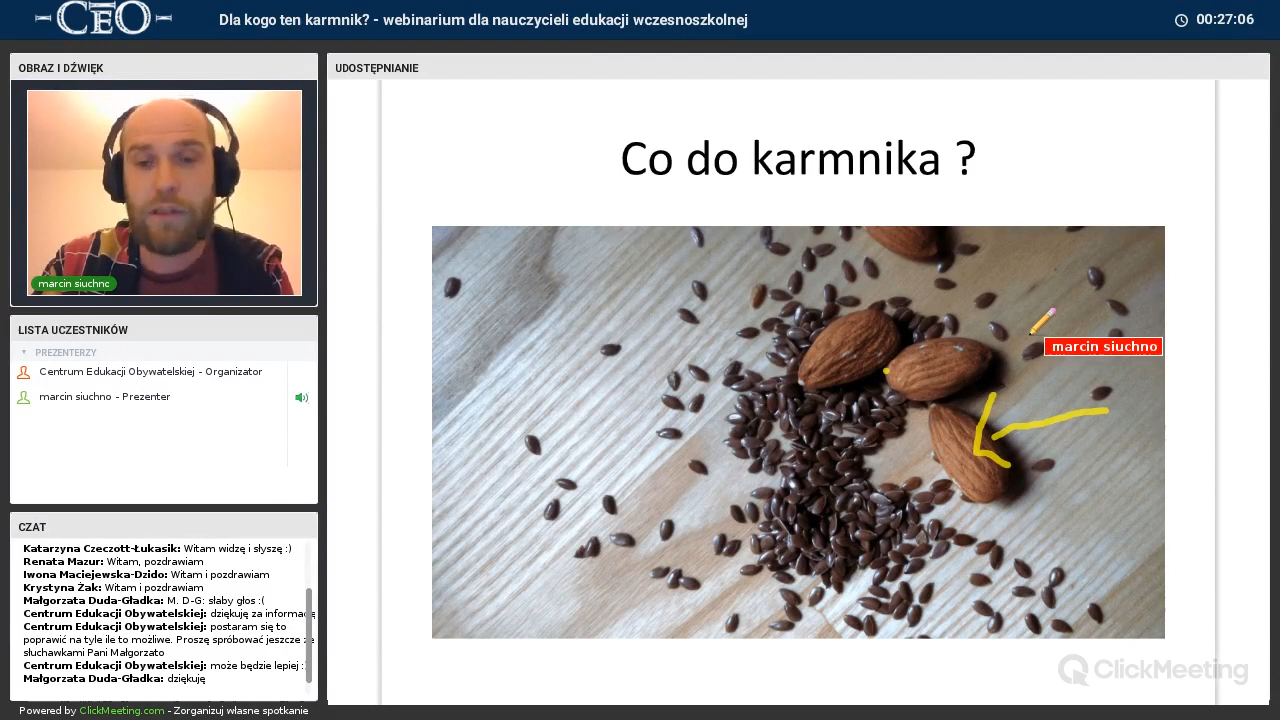 CEO
Dla kogo ten karmnik? - webinarium dla nauczycieli edukacji wczesnoszkolnej
00:27:06
OBRAZ I DŹWIĘK
marcin siuchno
LISTA UCZESTNIKÓW
PREZENTERZY
Centrum Edukacji Obywatelskiej - Organizator
marcin siuchno - Prezenter
CZAT
Katarzyna Czeczott-Łukasik: Witam widzę i słyszę :)
Renata Mazur: Witam, pozdrawiam
Iwona Maciejewska-Dzido: Witam i pozdrawiam
Krystyna Żak: Witam i pozdrawiam
Małgorzata Duda-Gładka: M. D-G: słaby głos :(
Centrum Edukacji Obywatelskiej: dziękuję za informację
Centrum Edukacji Obywatelskiej: postaram się to
poprawić na tyle ile to możliwe. Proszę spróbować jeszcze ze
słuchawkami Pani Małgorzato
Centrum Edukacji Obywatelskiej: może będzie lepiej :
Małgorzata Duda-Gładka: dziękuję
Powered by ClickMeeting.com - Zorganizuj własne spotkanie
UDOSTĘPNIANIE
Co do karmnika ?
marcin siuchno
ClickMeeting